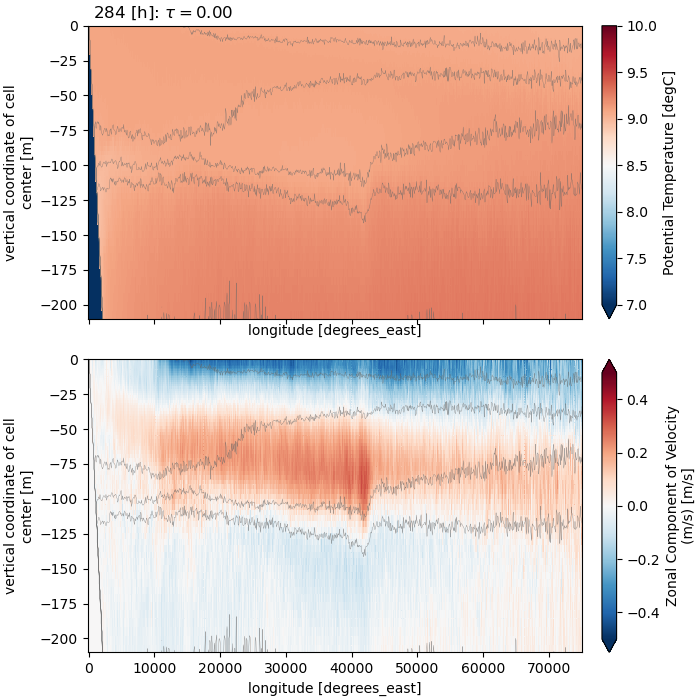 284 [h]: τ = 0.00
0
−25
−50
−75
−100
−125
−150
−175
−200
vertical coordinate of cell
center [m]
longitude [degrees_east]
10.0
9.5
9.0
8.5
8.0
7.5
7.0
Potential Temperature [degC]
0
−25
−50
−75
−100
−125
−150
−175
−200
vertical coordinate of cell
center [m]
0 10000 20000 30000 40000 50000 60000 70000
longitude [degrees_east]
0.4
0.2
0.0
−0.2
−0.4
Zonal Component of Velocity
(m/s) [m/s]